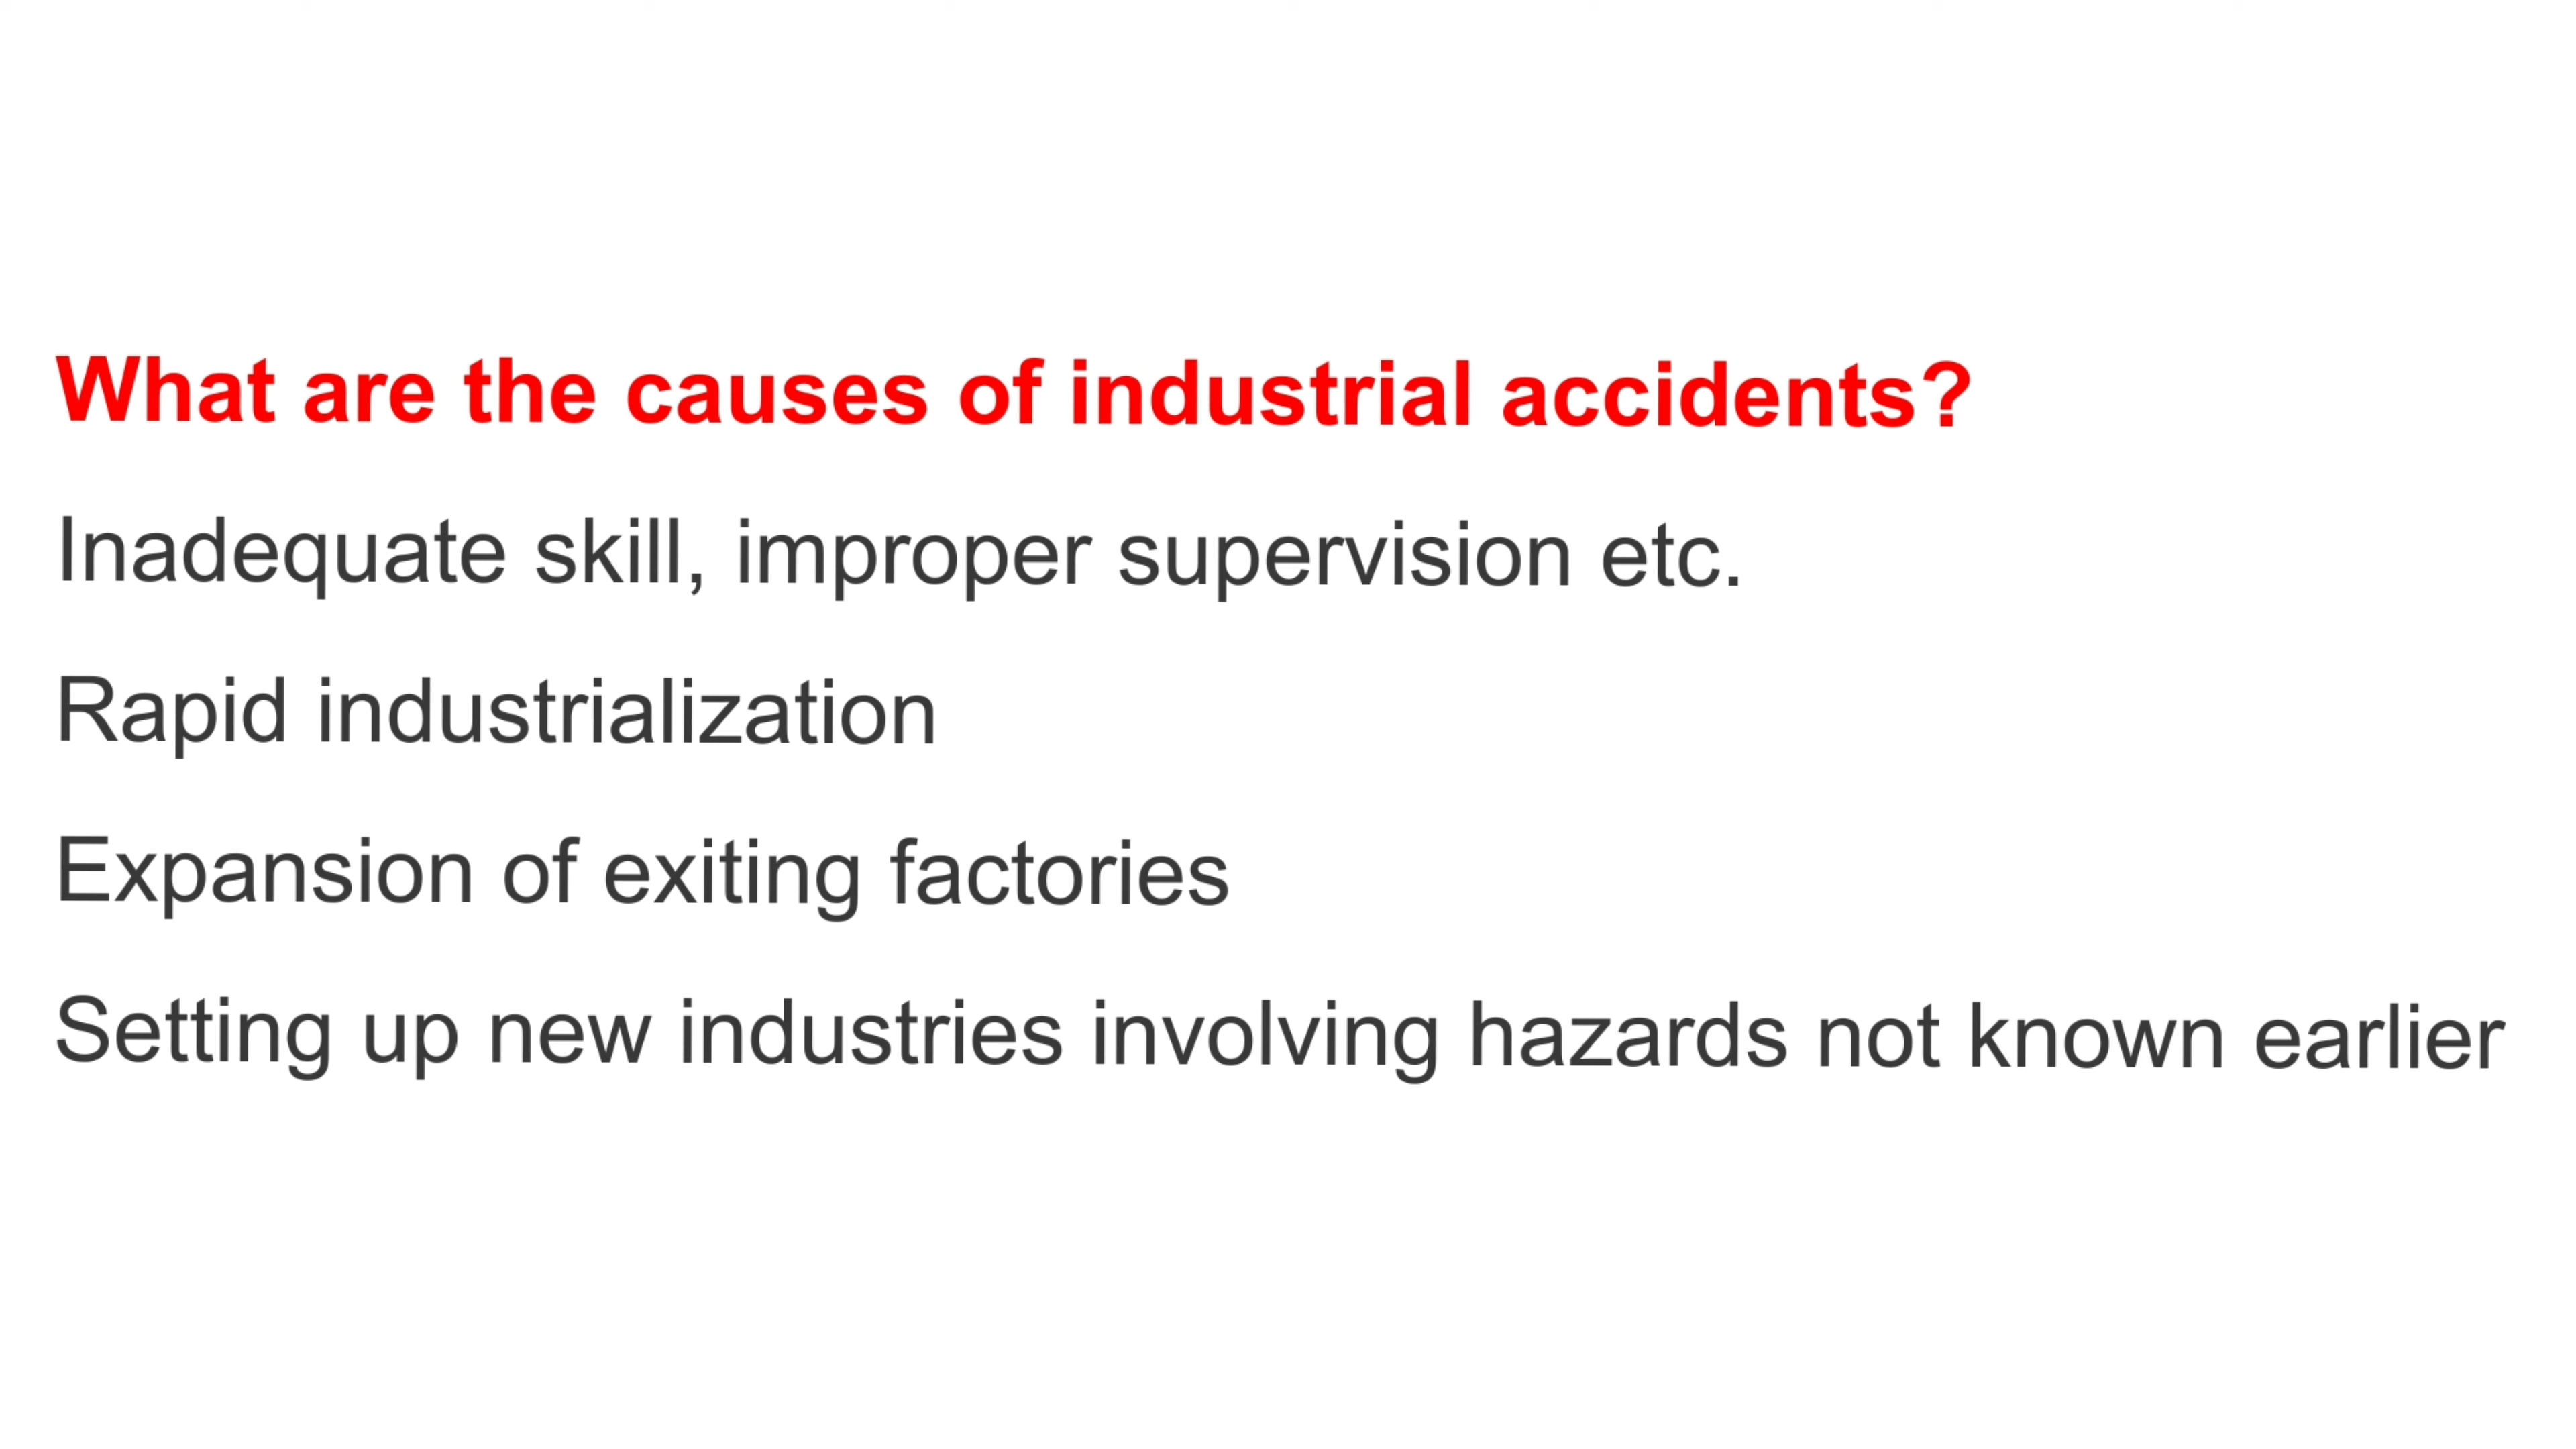 What are the causes of industrial accidents?
Inadequate skill, improper supervision etc.
Rapid industrialization
Expansion of exiting factories
Setting up new industries involving hazards not known earlier